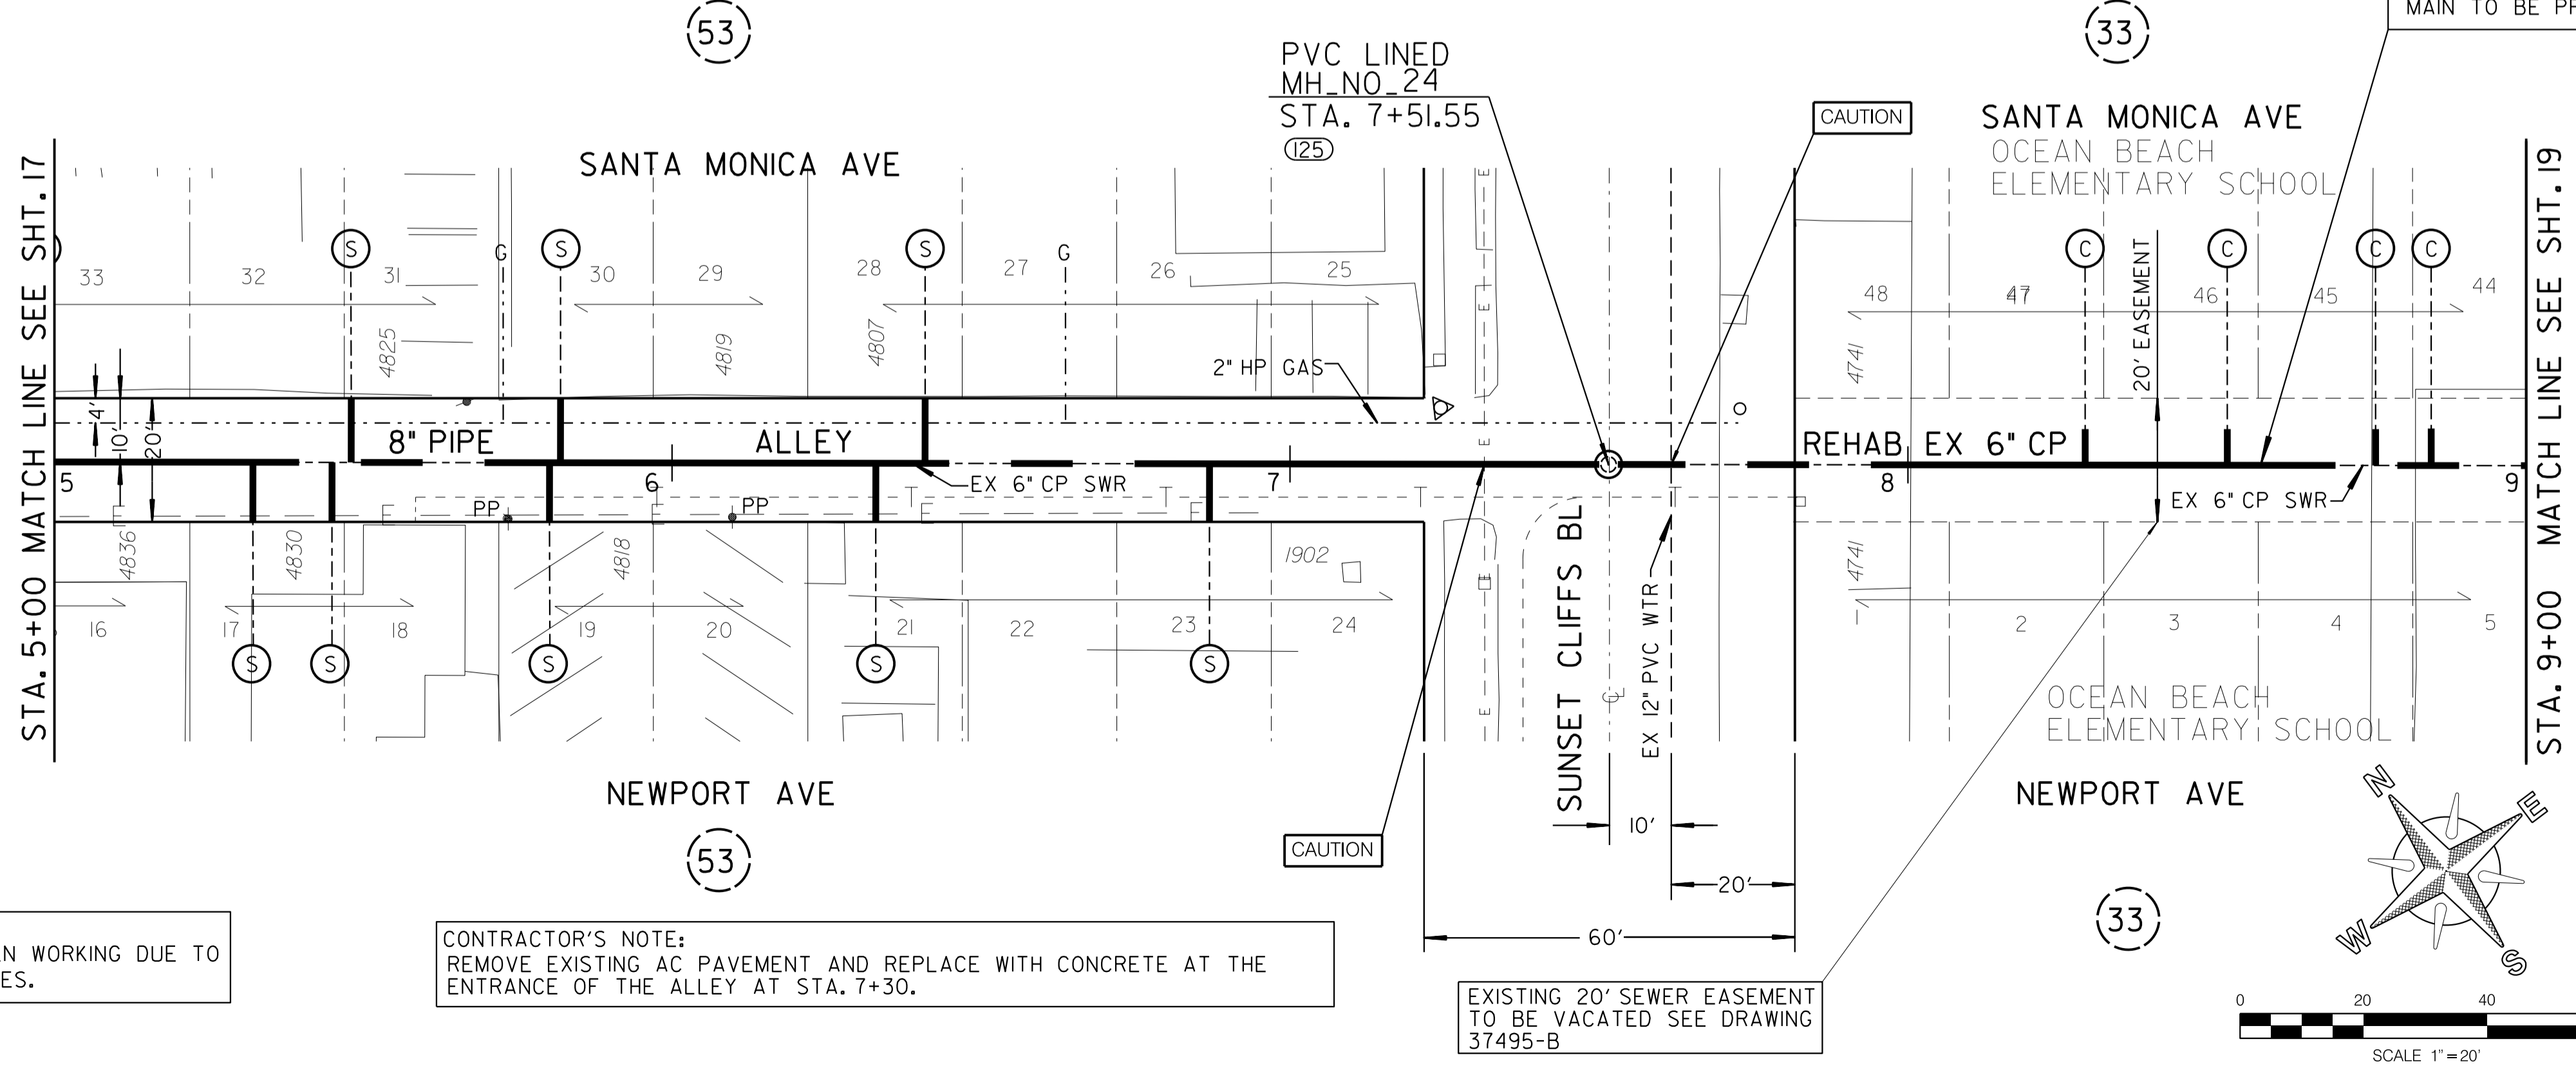 53
33
MAIN TO BE PR
PVC LINED
MH_NO_24
STA. 7+51.55
125
CAUTION
SANTA MONICA AVE
SANTA MONICA AVE
OCEAN BEACH
ELEMENTARY SCHOOL
STA. 5+00 MATCH LINE SEE SHT. 17
STA. 9+00 MATCH LINE SEE SHT. 19
S
S
S
C
C
C
C
G
G
33
32
31
30
29
28
27
26
25
48
47
46
45
44
4825
4819
4807
4741
20' EASEMENT
2" HP GAS
4'
10'
20'
8" PIPE
ALLEY
REHAB EX 6" CP
5
6
7
8
9
EX 6" CP SWR
EX 6" CP SWR
E
E
E
E
E
T
T
T
T
T
E
E
E
E
E
PP
PP
4836
4830
4818
1902
4741
16
17
18
19
20
21
22
23
24
1
2
3
4
5
S
S
S
S
S
SUNSET CLIFFS BL
EX 12" PVC WTR
OCEAN BEACH
ELEMENTARY SCHOOL
NEWPORT AVE
NEWPORT AVE
53
33
CAUTION
10'
20'
60'
N
E
W
S
N WORKING DUE TO
ES.
CONTRACTOR'S NOTE:
REMOVE EXISTING AC PAVEMENT AND REPLACE WITH CONCRETE AT THE
ENTRANCE OF THE ALLEY AT STA. 7+30.
EXISTING 20' SEWER EASEMENT
TO BE VACATED SEE DRAWING
37495-B
0 20 40
SCALE 1"=20'